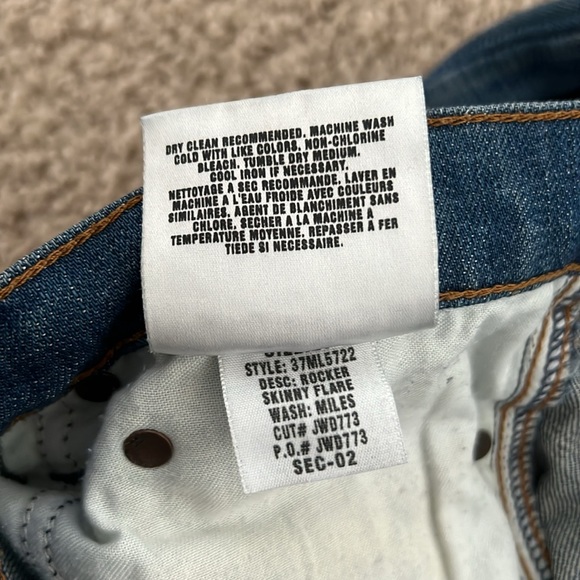 DRY CLEAN RECOMMENDED. MACHINE WASH
COLD WITH LIKE COLORS. NON-CHLORINE
BLEACH. TUMBLE DRY MEDIUM.
COOL IRON IF NECESSARY.
NETTOYAGE A SEC RECOMMANDE. LAVER EN
MACHINE A L'EAU FROIDE AVEC COULEURS
SIMILAIRES. AGENT DE BLANCHIMENT SANS
CHLORE. SECHER A LA MACHINE A
TEMPERATURE MOYENNE. REPASSER A FER
TIEDE SI NECESSAIRE.
STYLE: 37ML5722
DESC: ROCKER
SKINNY FLARE
WASH: MILES
CUT# JWD773
P.O.# JWD773
SEC-02